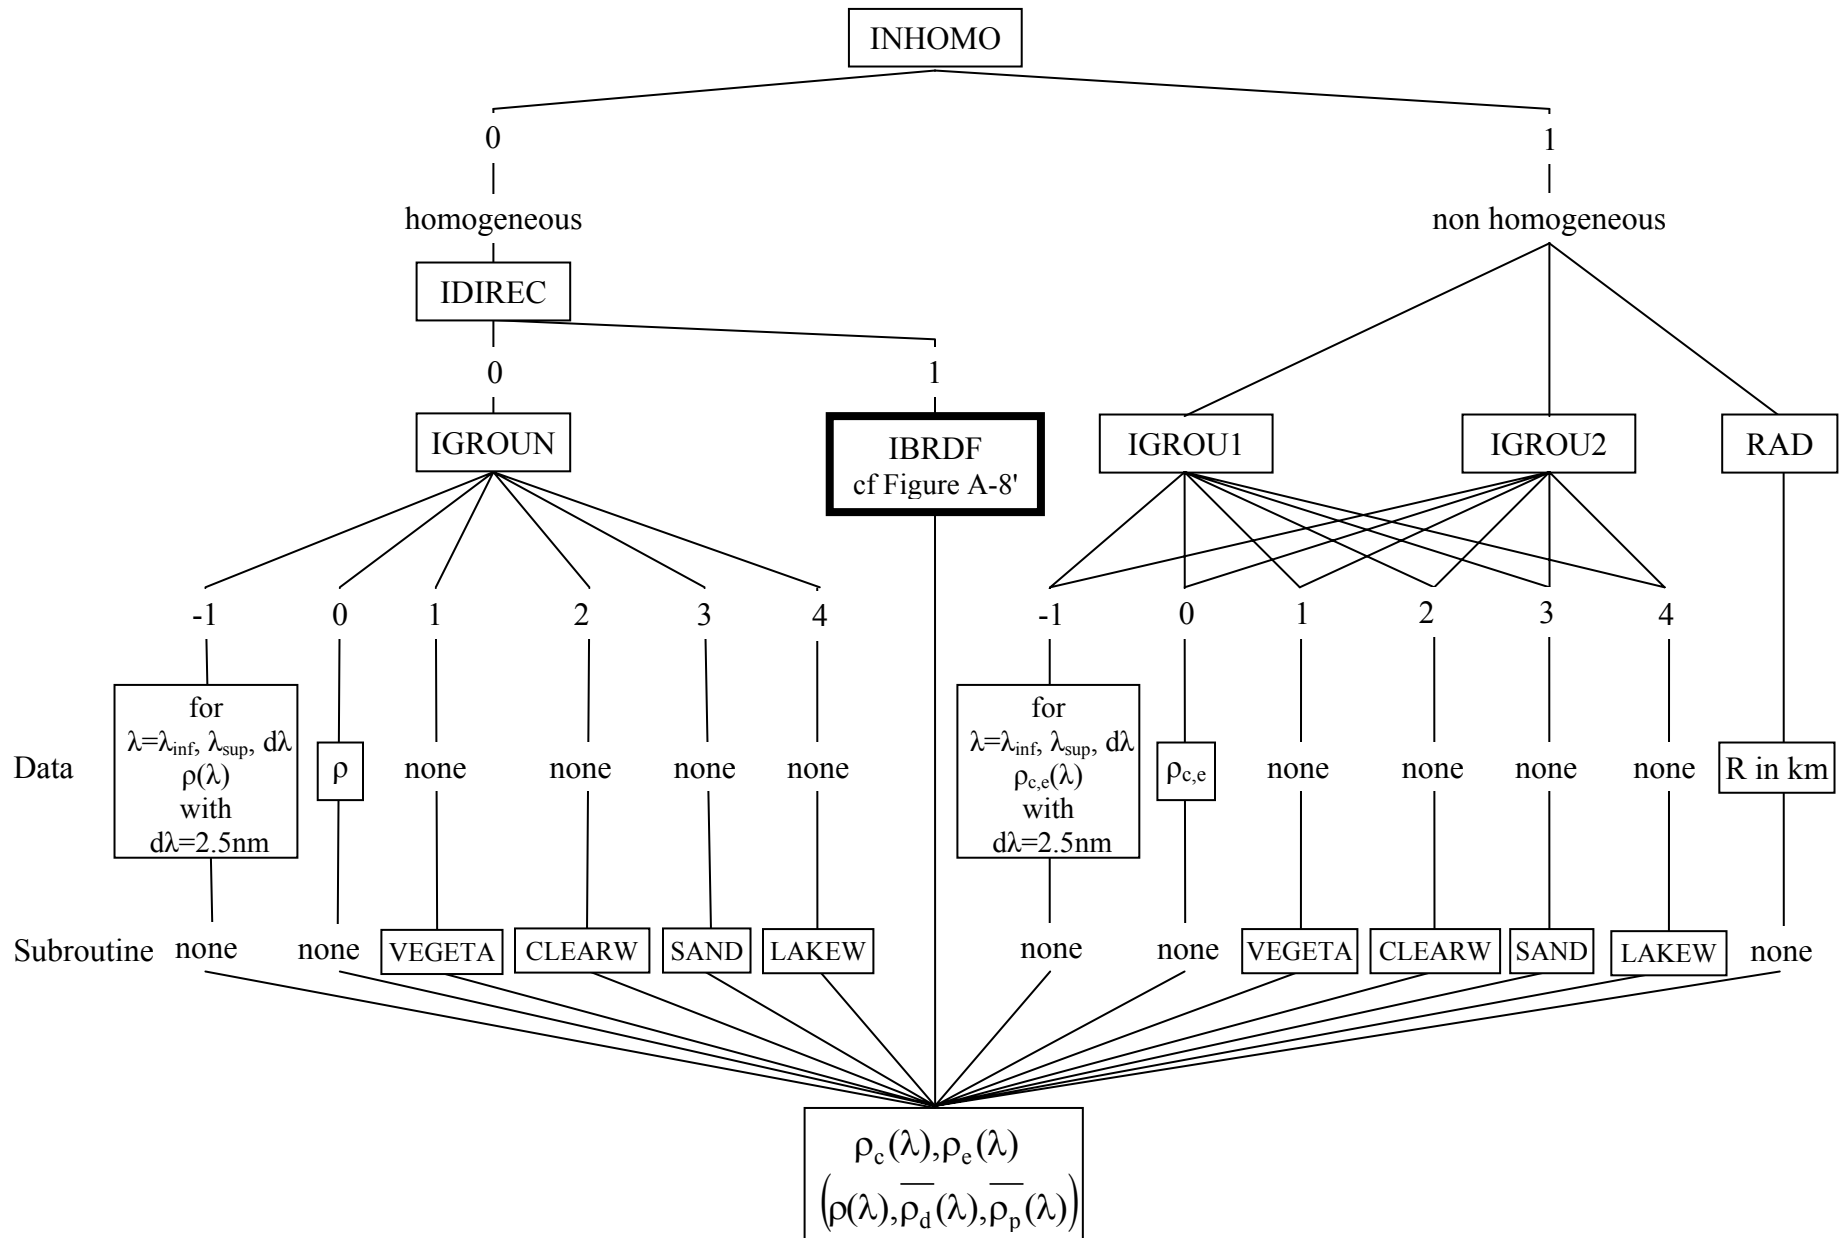 INHOMO
0 1
homogeneous non homogeneous
IDIREC
0 1
IGROUN IBRDF IGROU1 IGROU2 RAD
cf Figure A-8'
-1 0 1 2 3 4 -1 0 1 2 3 4
for
λ=λinf, λsup, dλ
ρ(λ)
with
dλ=2.5nm
for
λ=λinf, λsup, dλ
ρc,e(λ)
with
dλ=2.5nm
Data ρ none none none none ρc,e none none none none R in km
Subroutine none none VEGETA CLEARW SAND LAKEW none none VEGETA CLEARW SAND LAKEW none
ρc(λ),ρe(λ)
(ρ(λ),ρ̅d̅(λ),ρ̅p̅(λ))